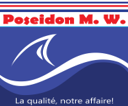 Poseidon M. W.
La qualité, notre affaire!